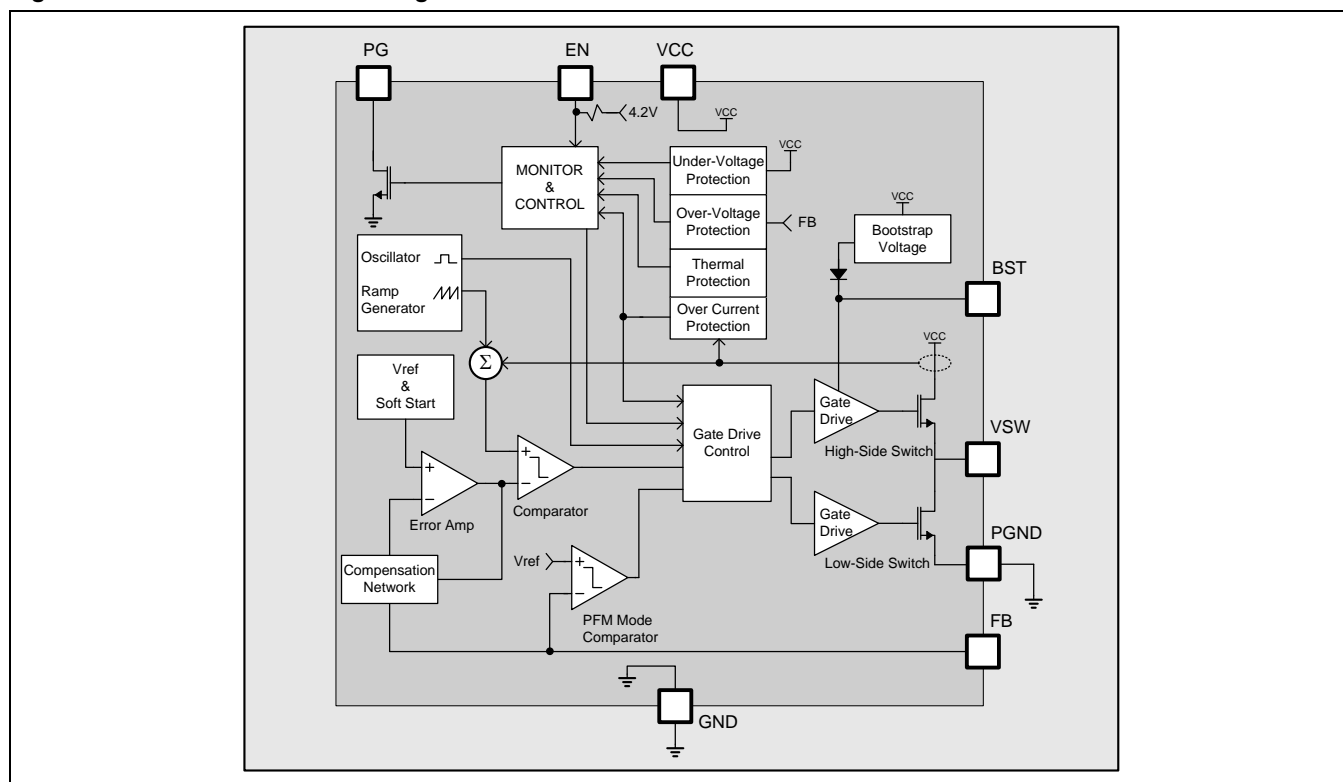 PG
EN
VCC
4.2V
VCC
VCC
MONITOR
&
CONTROL
Under-Voltage
Protection
Over-Voltage
Protection
FB
Thermal
Protection
Over Current
Protection
VCC
Bootstrap
Voltage
BST
Oscillator
Ramp
Generator
Σ
VCC
Vref
&
Soft Start
Gate Drive
Control
Gate
Drive
High-Side Switch
VSW
+
−
Error Amp
+
−
Comparator
Gate
Drive
Low-Side Switch
PGND
Compensation
Network
Vref
+
−
PFM Mode
Comparator
FB
GND